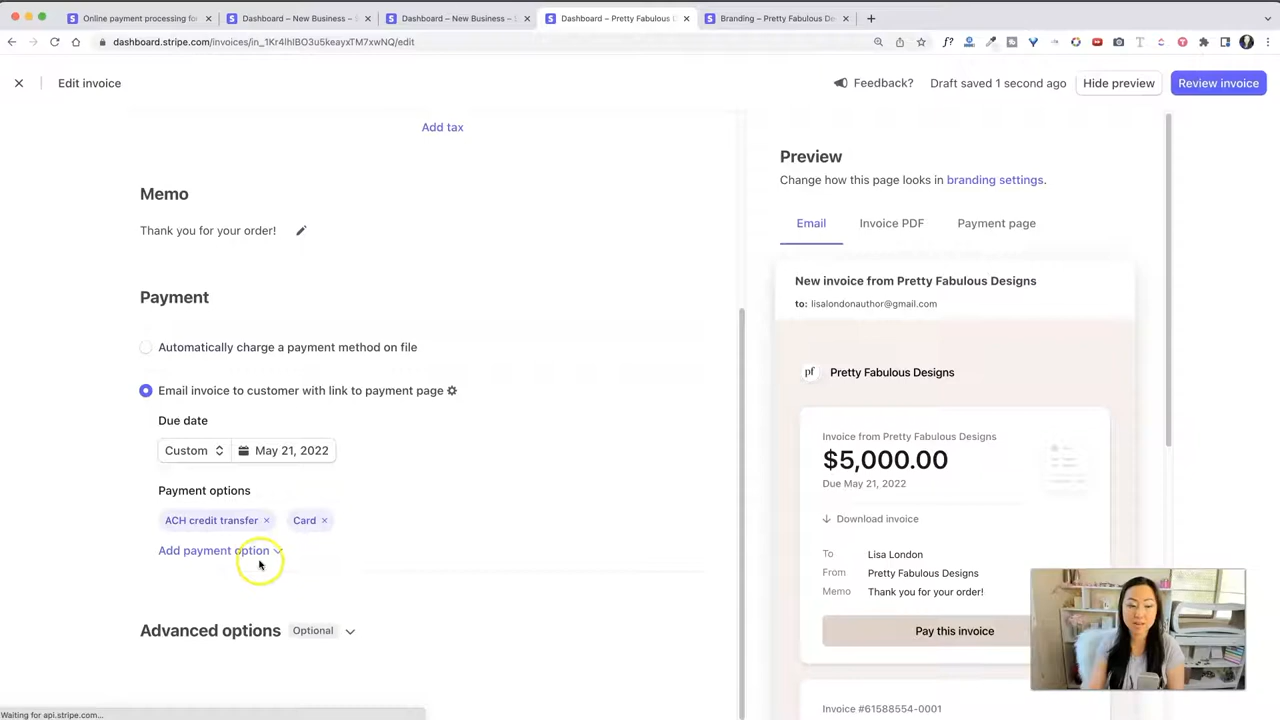 Online payment processing for
Dashboard – New Business –
Dashboard – New Business –
Dashboard – Pretty Fabulous
Branding – Pretty Fabulous De
dashboard.stripe.com/invoices/in_1Kr4IhIBO3u5keayxTM7xwNQ/edit
Edit invoice
Feedback?
Draft saved 1 second ago
Hide preview
Review invoice
Add tax
Memo
Thank you for your order!
Payment
Automatically charge a payment method on file
Email invoice to customer with link to payment page
Due date
Custom
May 21, 2022
Payment options
ACH credit transfer ×
Card ×
Add payment option
Advanced options
Optional
Waiting for api.stripe.com...
Preview
Change how this page looks in branding settings.
Email
Invoice PDF
Payment page
New invoice from Pretty Fabulous Designs
to: lisalondonauthor@gmail.com
pf
Pretty Fabulous Designs
Invoice from Pretty Fabulous Designs
$5,000.00
Due May 21, 2022
Download invoice
To Lisa London
From Pretty Fabulous Designs
Memo Thank you for your order!
Pay this invoice
Invoice #61588554-0001